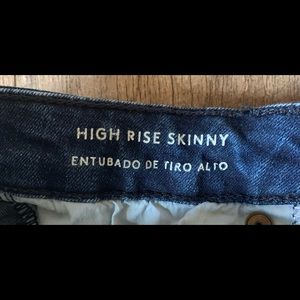 HIGH RISE SKINNY
ENTUBADO DE TIRO ALTO